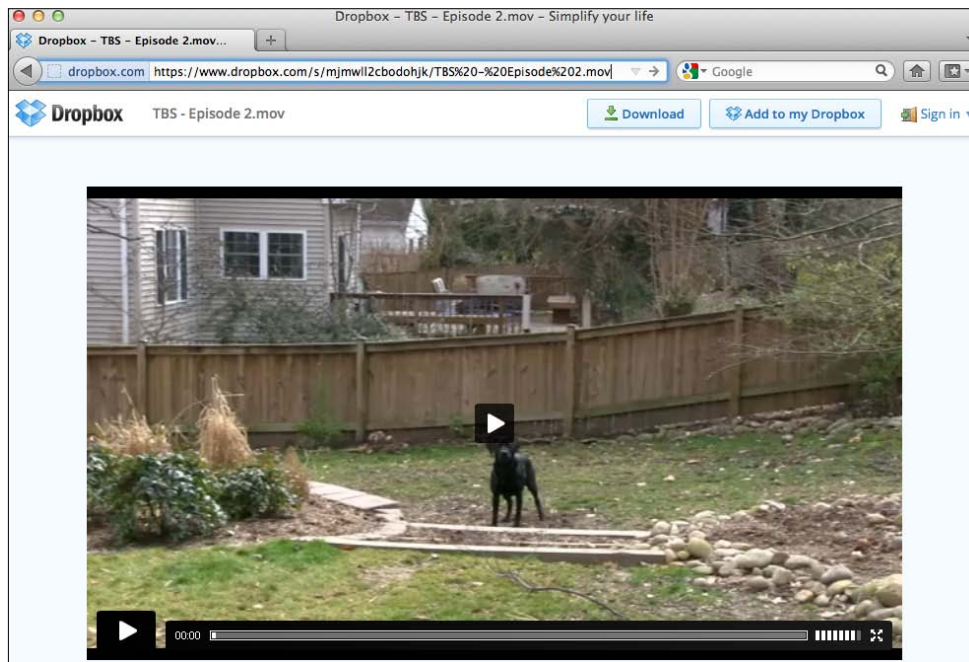 Dropbox – TBS – Episode 2.mov – Simplify your life
Dropbox – TBS – Episode 2.mov...
dropbox.com https://www.dropbox.com/s/mjmwll2cbodohjk/TBS%20-%20Episode%202.mov
Google
Dropbox
TBS - Episode 2.mov
Download
Add to my Dropbox
Sign in
00:00